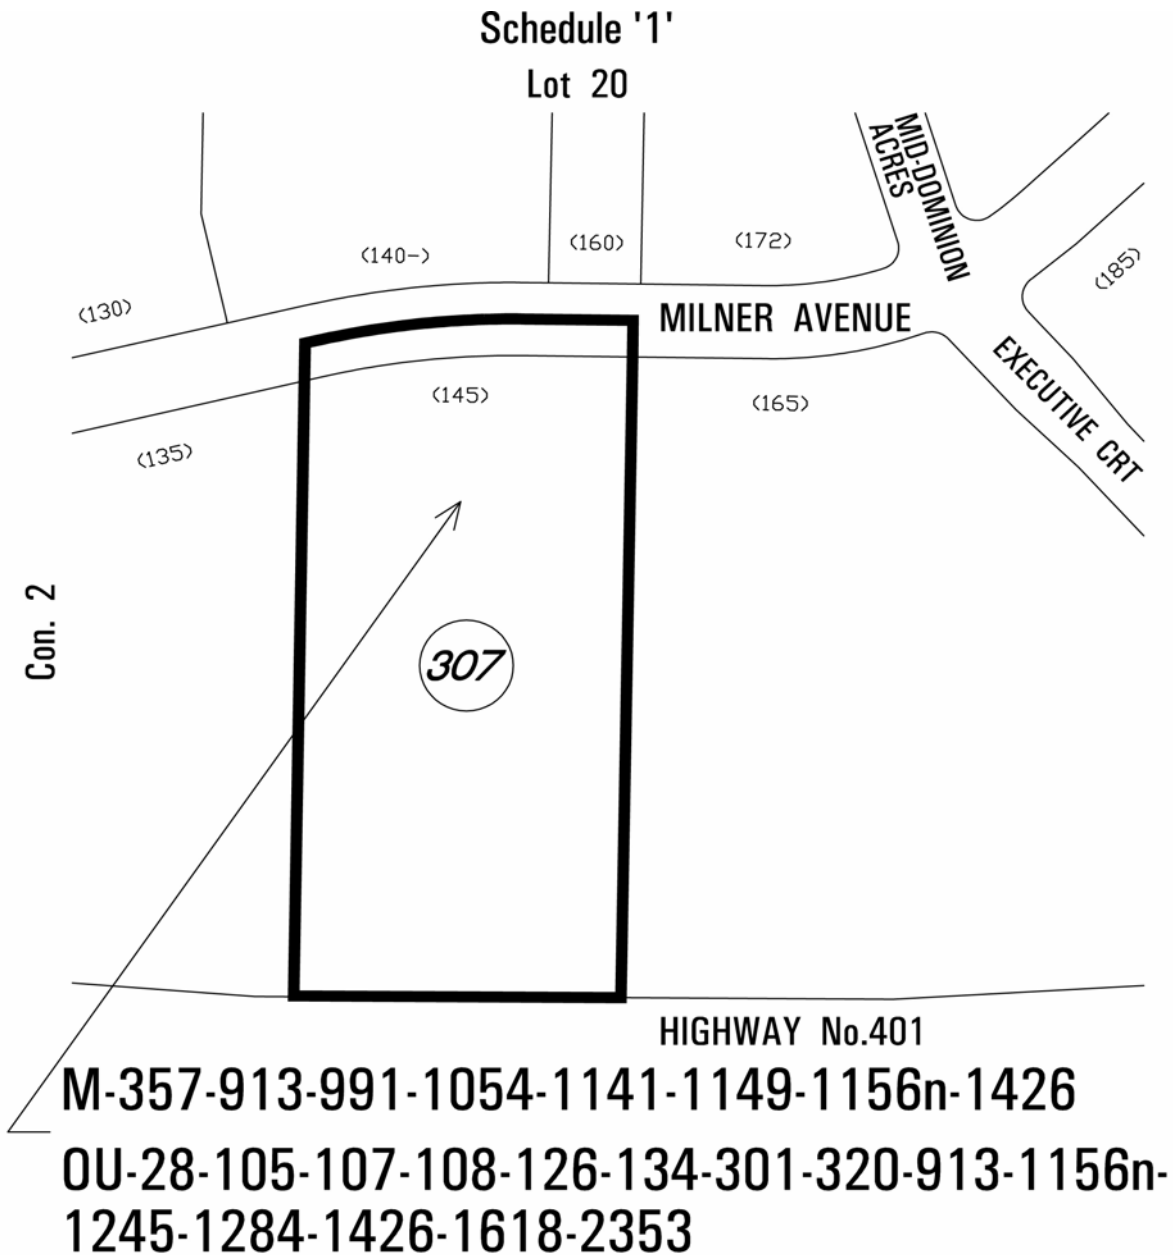 Schedule '1'
Lot 20
MID-DOMINION
ACRES
(140-)
(160)
(172)
(185)
(130)
MILNER AVENUE
EXECUTIVE CRT
(145)
(165)
(135)
Con. 2
307
HIGHWAY No.401
M-357-913-991-1054-1141-1149-1156n-1426
OU-28-105-107-108-126-134-301-320-913-1156n-
1245-1284-1426-1618-2353